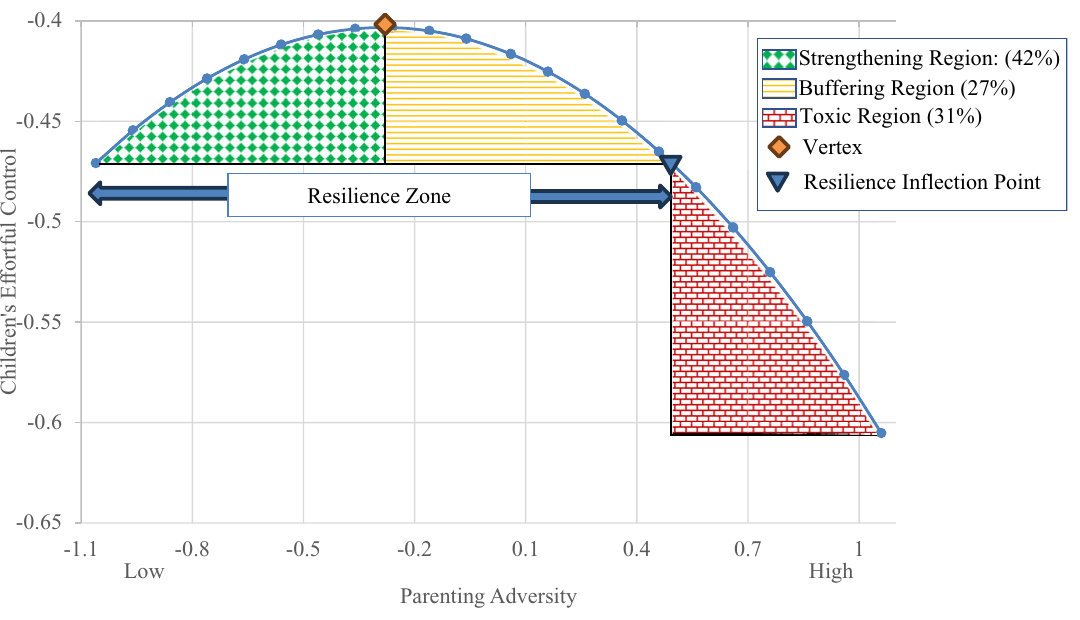 -0.4
Strengthening Region: (42%)
Buffering Region (27%)
Toxic Region (31%)
Vertex
Resilience Inflection Point
-0.45
Resilience Zone
-0.5
Children's Effortful Control
-0.55
-0.6
-0.65
-1.1 -0.8 -0.5 -0.2 0.1 0.4 0.7 1
Low High
Parenting Adversity